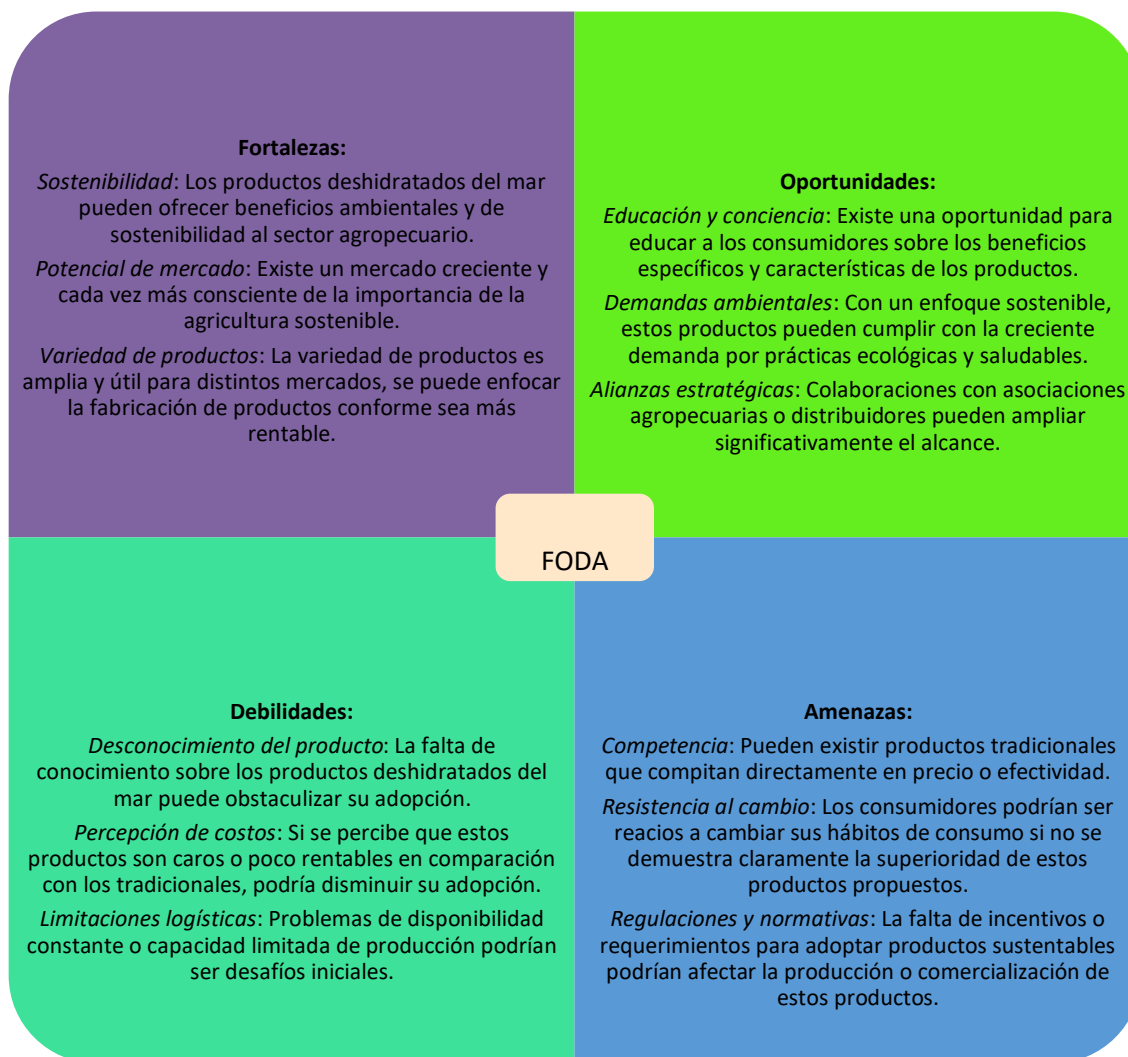 Fortalezas:
Sostenibilidad: Los productos deshidratados del mar
pueden ofrecer beneficios ambientales y de
sostenibilidad al sector agropecuario.
Potencial de mercado: Existe un mercado creciente y
cada vez más consciente de la importancia de la
agricultura sostenible.
Variedad de productos: La variedad de productos es
amplia y útil para distintos mercados, se puede enfocar
la fabricación de productos conforme sea más
rentable.
Oportunidades:
Educación y conciencia: Existe una oportunidad para
educar a los consumidores sobre los beneficios
específicos y características de los productos.
Demandas ambientales: Con un enfoque sostenible,
estos productos pueden cumplir con la creciente
demanda por prácticas ecológicas y saludables.
Alianzas estratégicas: Colaboraciones con asociaciones
agropecuarias o distribuidores pueden ampliar
significativamente el alcance.
FODA
Debilidades:
Desconocimiento del producto: La falta de
conocimiento sobre los productos deshidratados del
mar puede obstaculizar su adopción.
Percepción de costos: Si se percibe que estos
productos son caros o poco rentables en comparación
con los tradicionales, podría disminuir su adopción.
Limitaciones logísticas: Problemas de disponibilidad
constante o capacidad limitada de producción podrían
ser desafíos iniciales.
Amenazas:
Competencia: Pueden existir productos tradicionales
que compitan directamente en precio o efectividad.
Resistencia al cambio: Los consumidores podrían ser
reacios a cambiar sus hábitos de consumo si no se
demuestra claramente la superioridad de estos
productos propuestos.
Regulaciones y normativas: La falta de incentivos o
requerimientos para adoptar productos sustentables
podrían afectar la producción o comercialización de
estos productos.